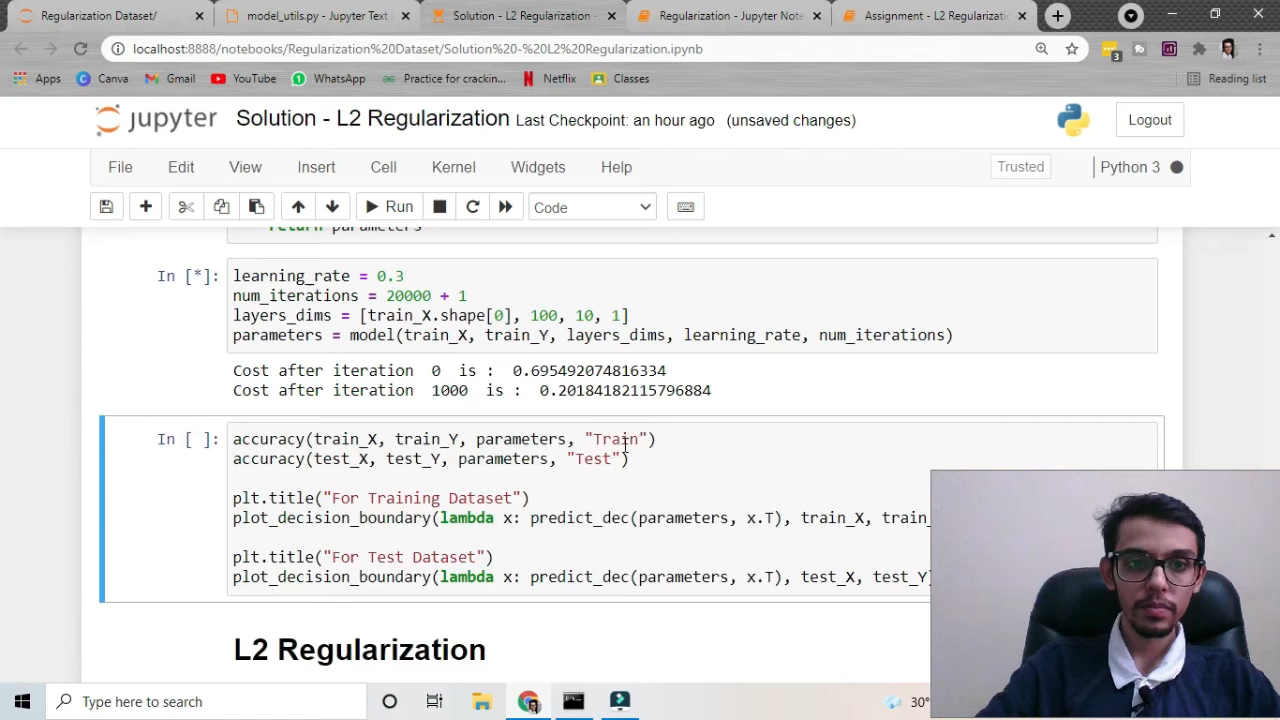 Regularization Dataset/
model_utils.py - Jupyter Text
Solution - L2 Regularization -
Regularization - Jupyter Note
Assignment - L2 Regularizati
localhost:8888/notebooks/Regularization%20Dataset/Solution%20-%20L2%20Regularization.ipynb
3
Apps
Canva
Gmail
YouTube
WhatsApp
Practice for crackin...
Netflix
Classes
Reading list
jupyter
Solution - L2 Regularization Last Checkpoint: an hour ago (unsaved changes)
Logout
File Edit View Insert Cell Kernel Widgets Help
Trusted
Python 3
Run
Code
return parameters
In [*]:
learning_rate = 0.3
num_iterations = 20000 + 1
layers_dims = [train_X.shape[0], 100, 10, 1]
parameters = model(train_X, train_Y, layers_dims, learning_rate, num_iterations)
Cost after iteration 0 is : 0.695492074816334
Cost after iteration 1000 is : 0.20184182115796884
In [ ]:
accuracy(train_X, train_Y, parameters, "Train")
accuracy(test_X, test_Y, parameters, "Test")
plt.title("For Training Dataset")
plot_decision_boundary(lambda x: predict_dec(parameters, x.T), train_X, train_
plt.title("For Test Dataset")
plot_decision_boundary(lambda x: predict_dec(parameters, x.T), test_X, test_Y)
L2 Regularization
Type here to search
30°